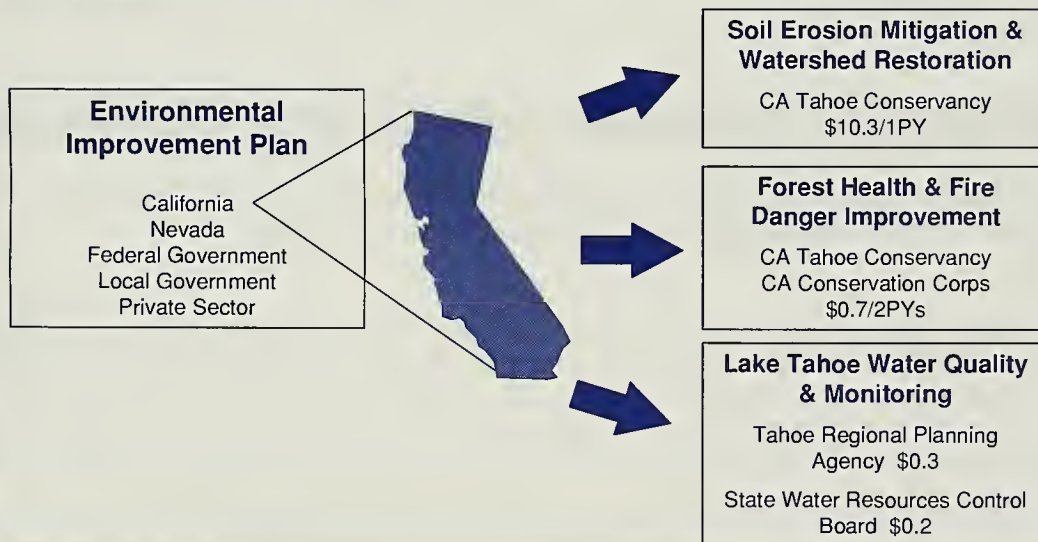 Environmental
Improvement Plan
California
Nevada
Federal Government
Local Government
Private Sector
Soil Erosion Mitigation &
Watershed Restoration
CA Tahoe Conservancy
$10.3/1PY
Forest Health & Fire
Danger Improvement
CA Tahoe Conservancy
CA Conservation Corps
$0.7/2PYs
Lake Tahoe Water Quality
& Monitoring
Tahoe Regional Planning
Agency $0.3
State Water Resources Control
Board $0.2